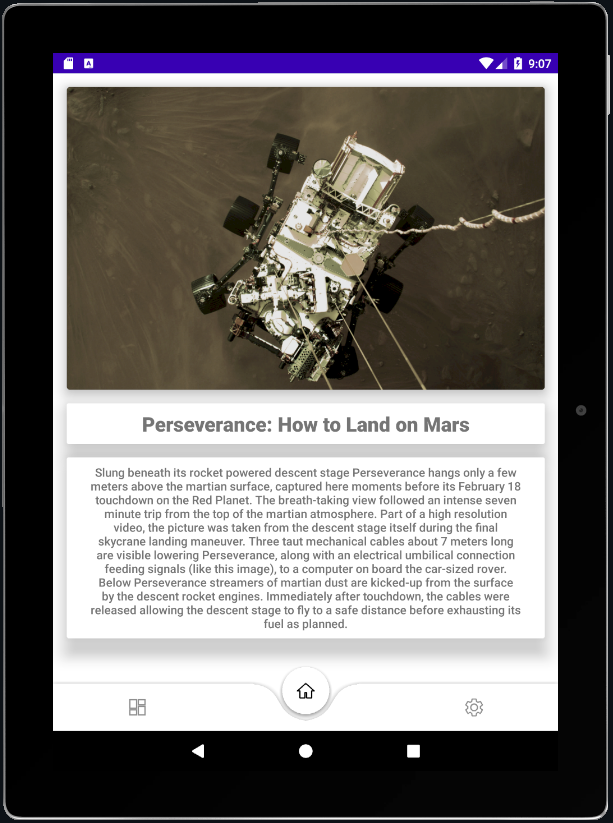 9:07
Perseverance: How to Land on Mars
Slung beneath its rocket powered descent stage Perseverance hangs only a few
meters above the martian surface, captured here moments before its February 18
touchdown on the Red Planet. The breath-taking view followed an intense seven
minute trip from the top of the martian atmosphere. Part of a high resolution
video, the picture was taken from the descent stage itself during the final
skycrane landing maneuver. Three taut mechanical cables about 7 meters long
are visible lowering Perseverance, along with an electrical umbilical connection
feeding signals (like this image), to a computer on board the car-sized rover.
Below Perseverance streamers of martian dust are kicked-up from the surface
by the descent rocket engines. Immediately after touchdown, the cables were
released allowing the descent stage to fly to a safe distance before exhausting its
fuel as planned.